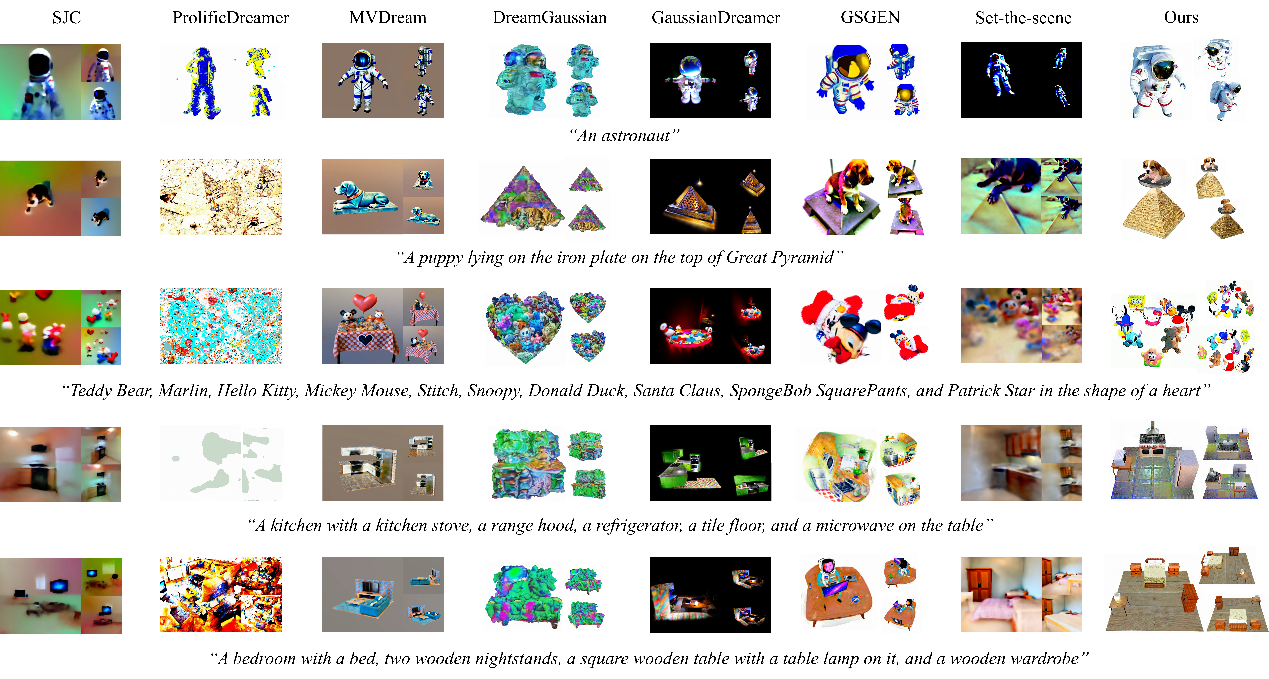 SJC ProlificDreamer MVDream DreamGaussian GaussianDreamer GSGEN Set-the-scene Ours
“An astronaut”
“A puppy lying on the iron plate on the top of Great Pyramid”
“Teddy Bear, Marlin, Hello Kitty, Mickey Mouse, Stitch, Snoopy, Donald Duck, Santa Claus, SpongeBob SquarePants, and Patrick Star in the shape of a heart”
“A kitchen with a kitchen stove, a range hood, a refrigerator, a tile floor, and a microwave on the table”
“A bedroom with a bed, two wooden nightstands, a square wooden table with a table lamp on it, and a wooden wardrobe”